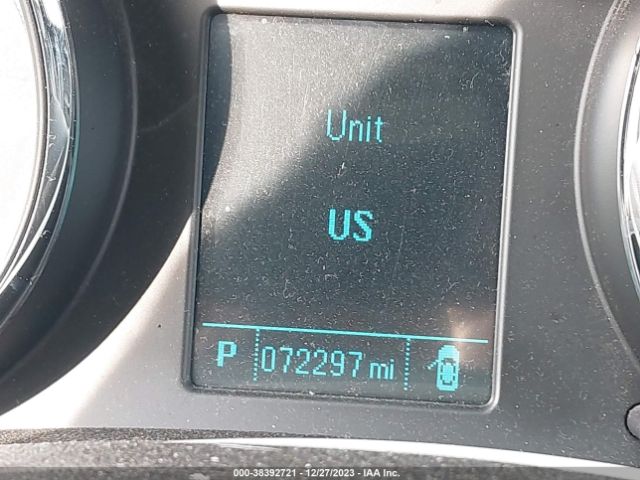 Unit
US
P 072297 mi
000-38392721 - 12/27/2023 - IAA Inc.